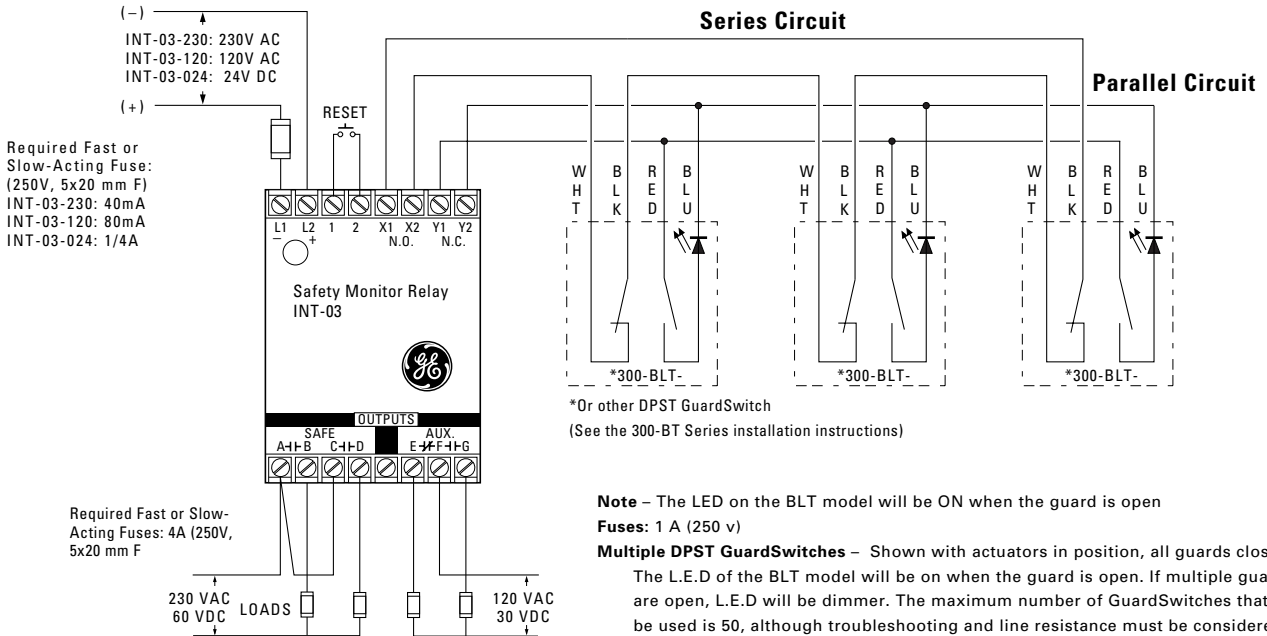 Series Circuit
Parallel Circuit
(–)
INT-03-230: 230V AC
INT-03-120: 120V AC
INT-03-024: 24V DC
(+)
RESET
Required Fast or
Slow-Acting Fuse:
(250V, 5x20 mm F)
INT-03-230: 40mA
INT-03-120: 80mA
INT-03-024: 1/4A
WHT BLK RED BLU
WHT BLK RED BLU
WHT BLK RED BLU
L1 L2 1 2 X1 X2 Y1 Y2
– + N.O. N.C.
Safety Monitor Relay
INT-03
GE
*300-BLT- *300-BLT- *300-BLT-
*Or other DPST GuardSwitch
(See the 300-BT Series installation instructions)
OUTPUTS
SAFE AUX.
A B C D E F G
Required Fast or Slow-
Acting Fuses: 4A (250V,
5x20 mm F
230 VAC
60 VDC
LOADS
120 VAC
30 VDC
Note – The LED on the BLT model will be ON when the guard is open
Fuses: 1 A (250 v)
Multiple DPST GuardSwitches – Shown with actuators in position, all guards clos
The L.E.D of the BLT model will be on when the guard is open. If multiple gua
are open, L.E.D will be dimmer. The maximum number of GuardSwitches that
be used is 50, although troubleshooting and line resistance must be considere